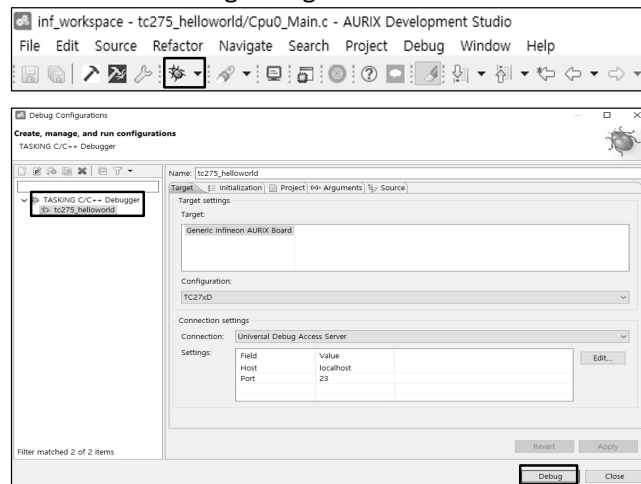 inf_workspace - tc275_helloworld/Cpu0_Main.c - AURIX Development Studio
File Edit Source Refactor Navigate Search Project Debug Window Help
Debug Configurations
Create, manage, and run configurations
TASKING C/C++ Debugger
Name: tc275_helloworld
Target Initialization Project Arguments Source
TASKING C/C++ Debugger
tc275_helloworld
Target settings
Target:
Generic Infineon AURIX Board
Configuration:
TC27xD
Connection settings
Connection: Universal Debug Access Server
Settings: Field Value Edit...
Host localhost
Port 23
Filter matched 2 of 2 items
Revert Apply
Debug Close